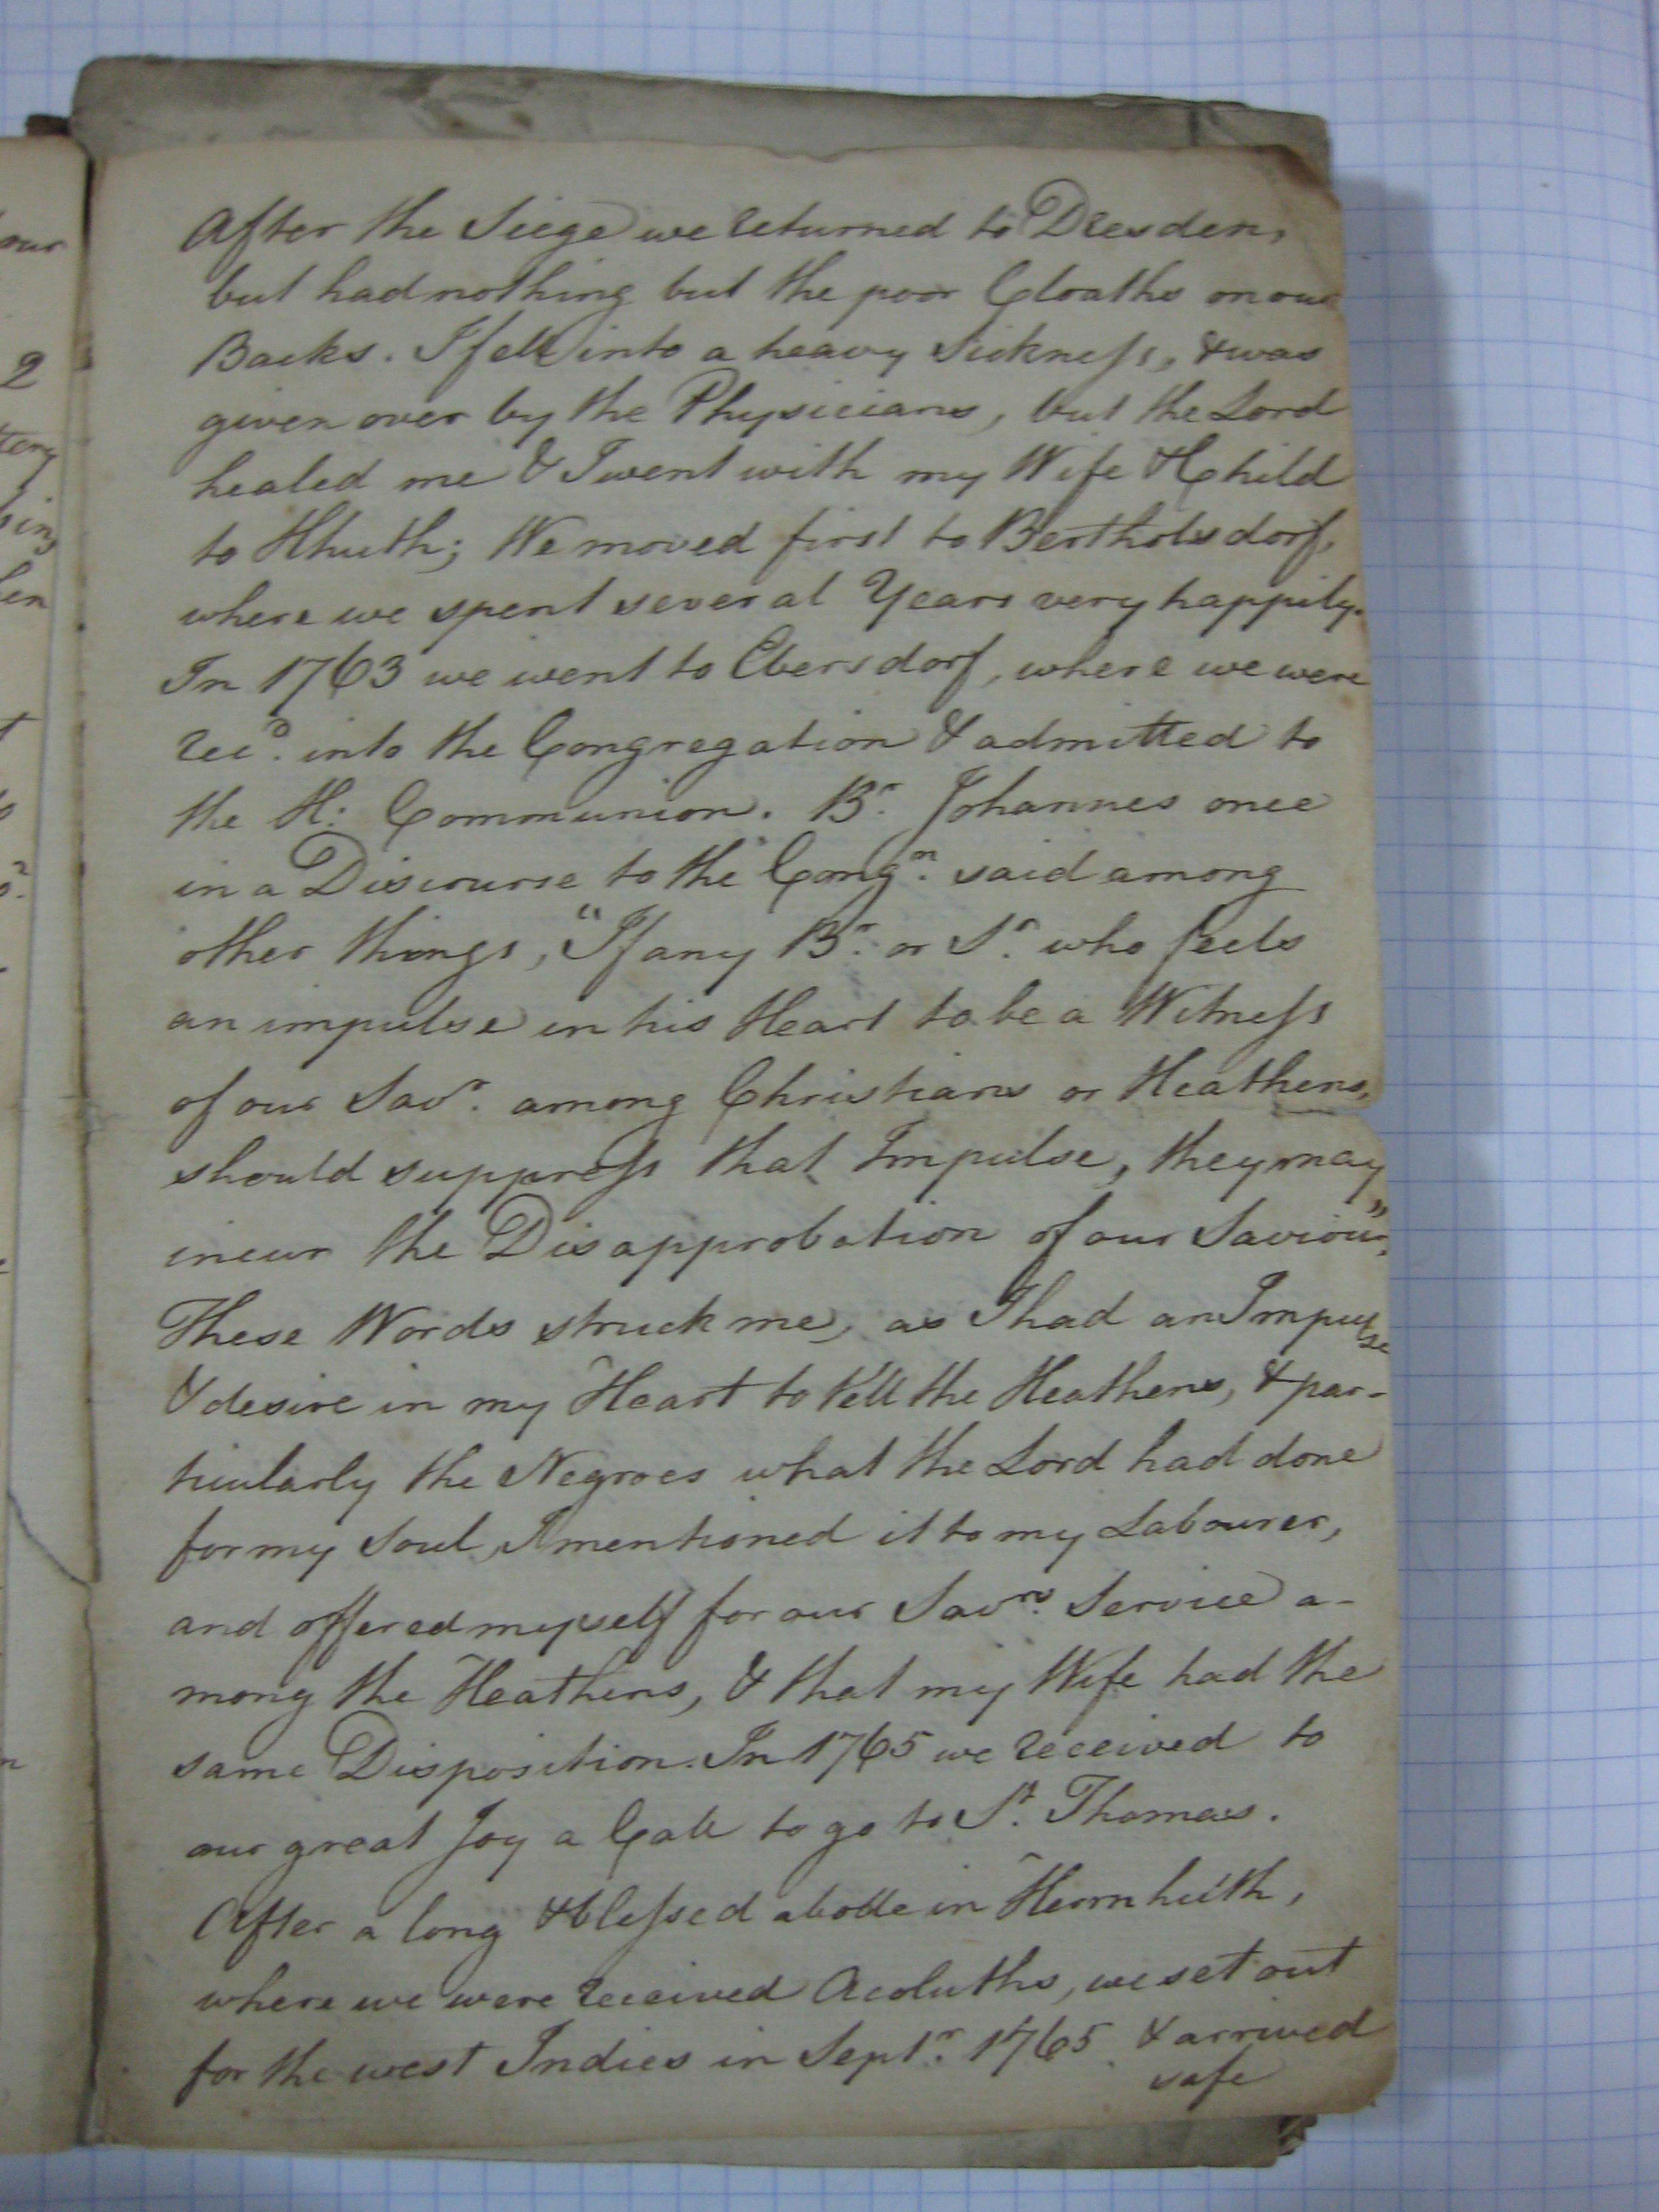 After the Siege we returned to Dresden,
but had nothing but the poor Cloaths on our
Backs. I fell into a heavy Sickness, & was
given over by the Physicians, but the Lord
healed me & I went with my Wife & Child
to Hhuth; We moved first to Bertholsdorf,
where we spent several Years very happily.
In 1763 we went to Ebersdorf, where we were
recd. into the Congregation & admitted to
the H: Communion. Br. Johannes once
in a Discourse to the Congn. said among
other things, "If any Br. or Sr. who feels
an impulse in his Heart to be a Witness
of our Savr. among Christians or Heathens,
should suppress that Impulse, they may
incur the Disapprobation of our Saviour."
These Words struck me, as I had an Impulse
& desire in my Heart to tell the Heathens, & par-
ticularly the Negroes what the Lord had done
for my Soul, I mentioned it to my Labourer,
and offered myself for our Savrs. Service a-
mong the Heathens, & that my Wife had the
same Disposition. In 1765 we received to
our great Joy a Call to go to St. Thomas.
After a long & blessed abode in Herrnhuth,
where we were received Acoluths, we set out
for the west Indies in Septr. 1765 & arrived
safe